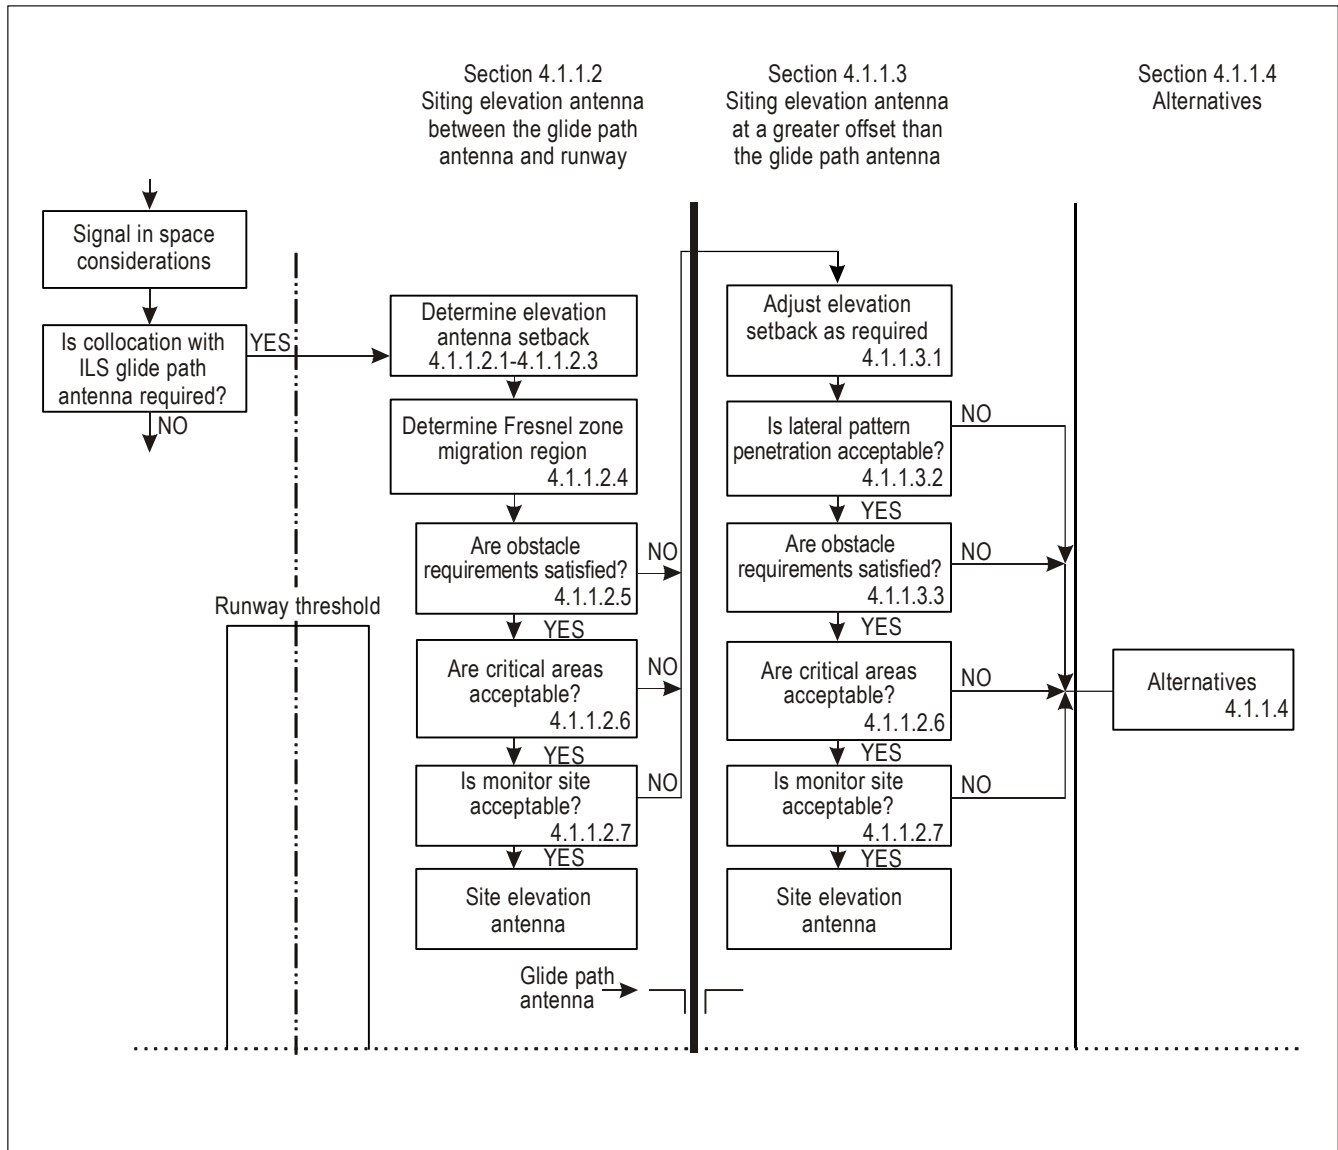 Section 4.1.1.2
Siting elevation antenna
between the glide path
antenna and runway
Section 4.1.1.3
Siting elevation antenna
at a greater offset than
the glide path antenna
Section 4.1.1.4
Alternatives
Signal in space
considerations
Is collocation with
ILS glide path
antenna required?
YES
NO
Runway threshold
Determine elevation
antenna setback
4.1.1.2.1-4.1.1.2.3
Determine Fresnel zone
migration region
4.1.1.2.4
Are obstacle
requirements satisfied?
4.1.1.2.5
NO
YES
Are critical areas
acceptable?
4.1.1.2.6
NO
YES
Is monitor site
acceptable?
4.1.1.2.7
NO
YES
Site elevation
antenna
Glide path
antenna
Adjust elevation
setback as required
4.1.1.3.1
Is lateral pattern
penetration acceptable?
4.1.1.3.2
NO
YES
Are obstacle
requirements satisfied?
4.1.1.3.3
NO
YES
Are critical areas
acceptable?
4.1.1.2.6
NO
YES
Is monitor site
acceptable?
4.1.1.2.7
NO
YES
Site elevation
antenna
Alternatives
4.1.1.4